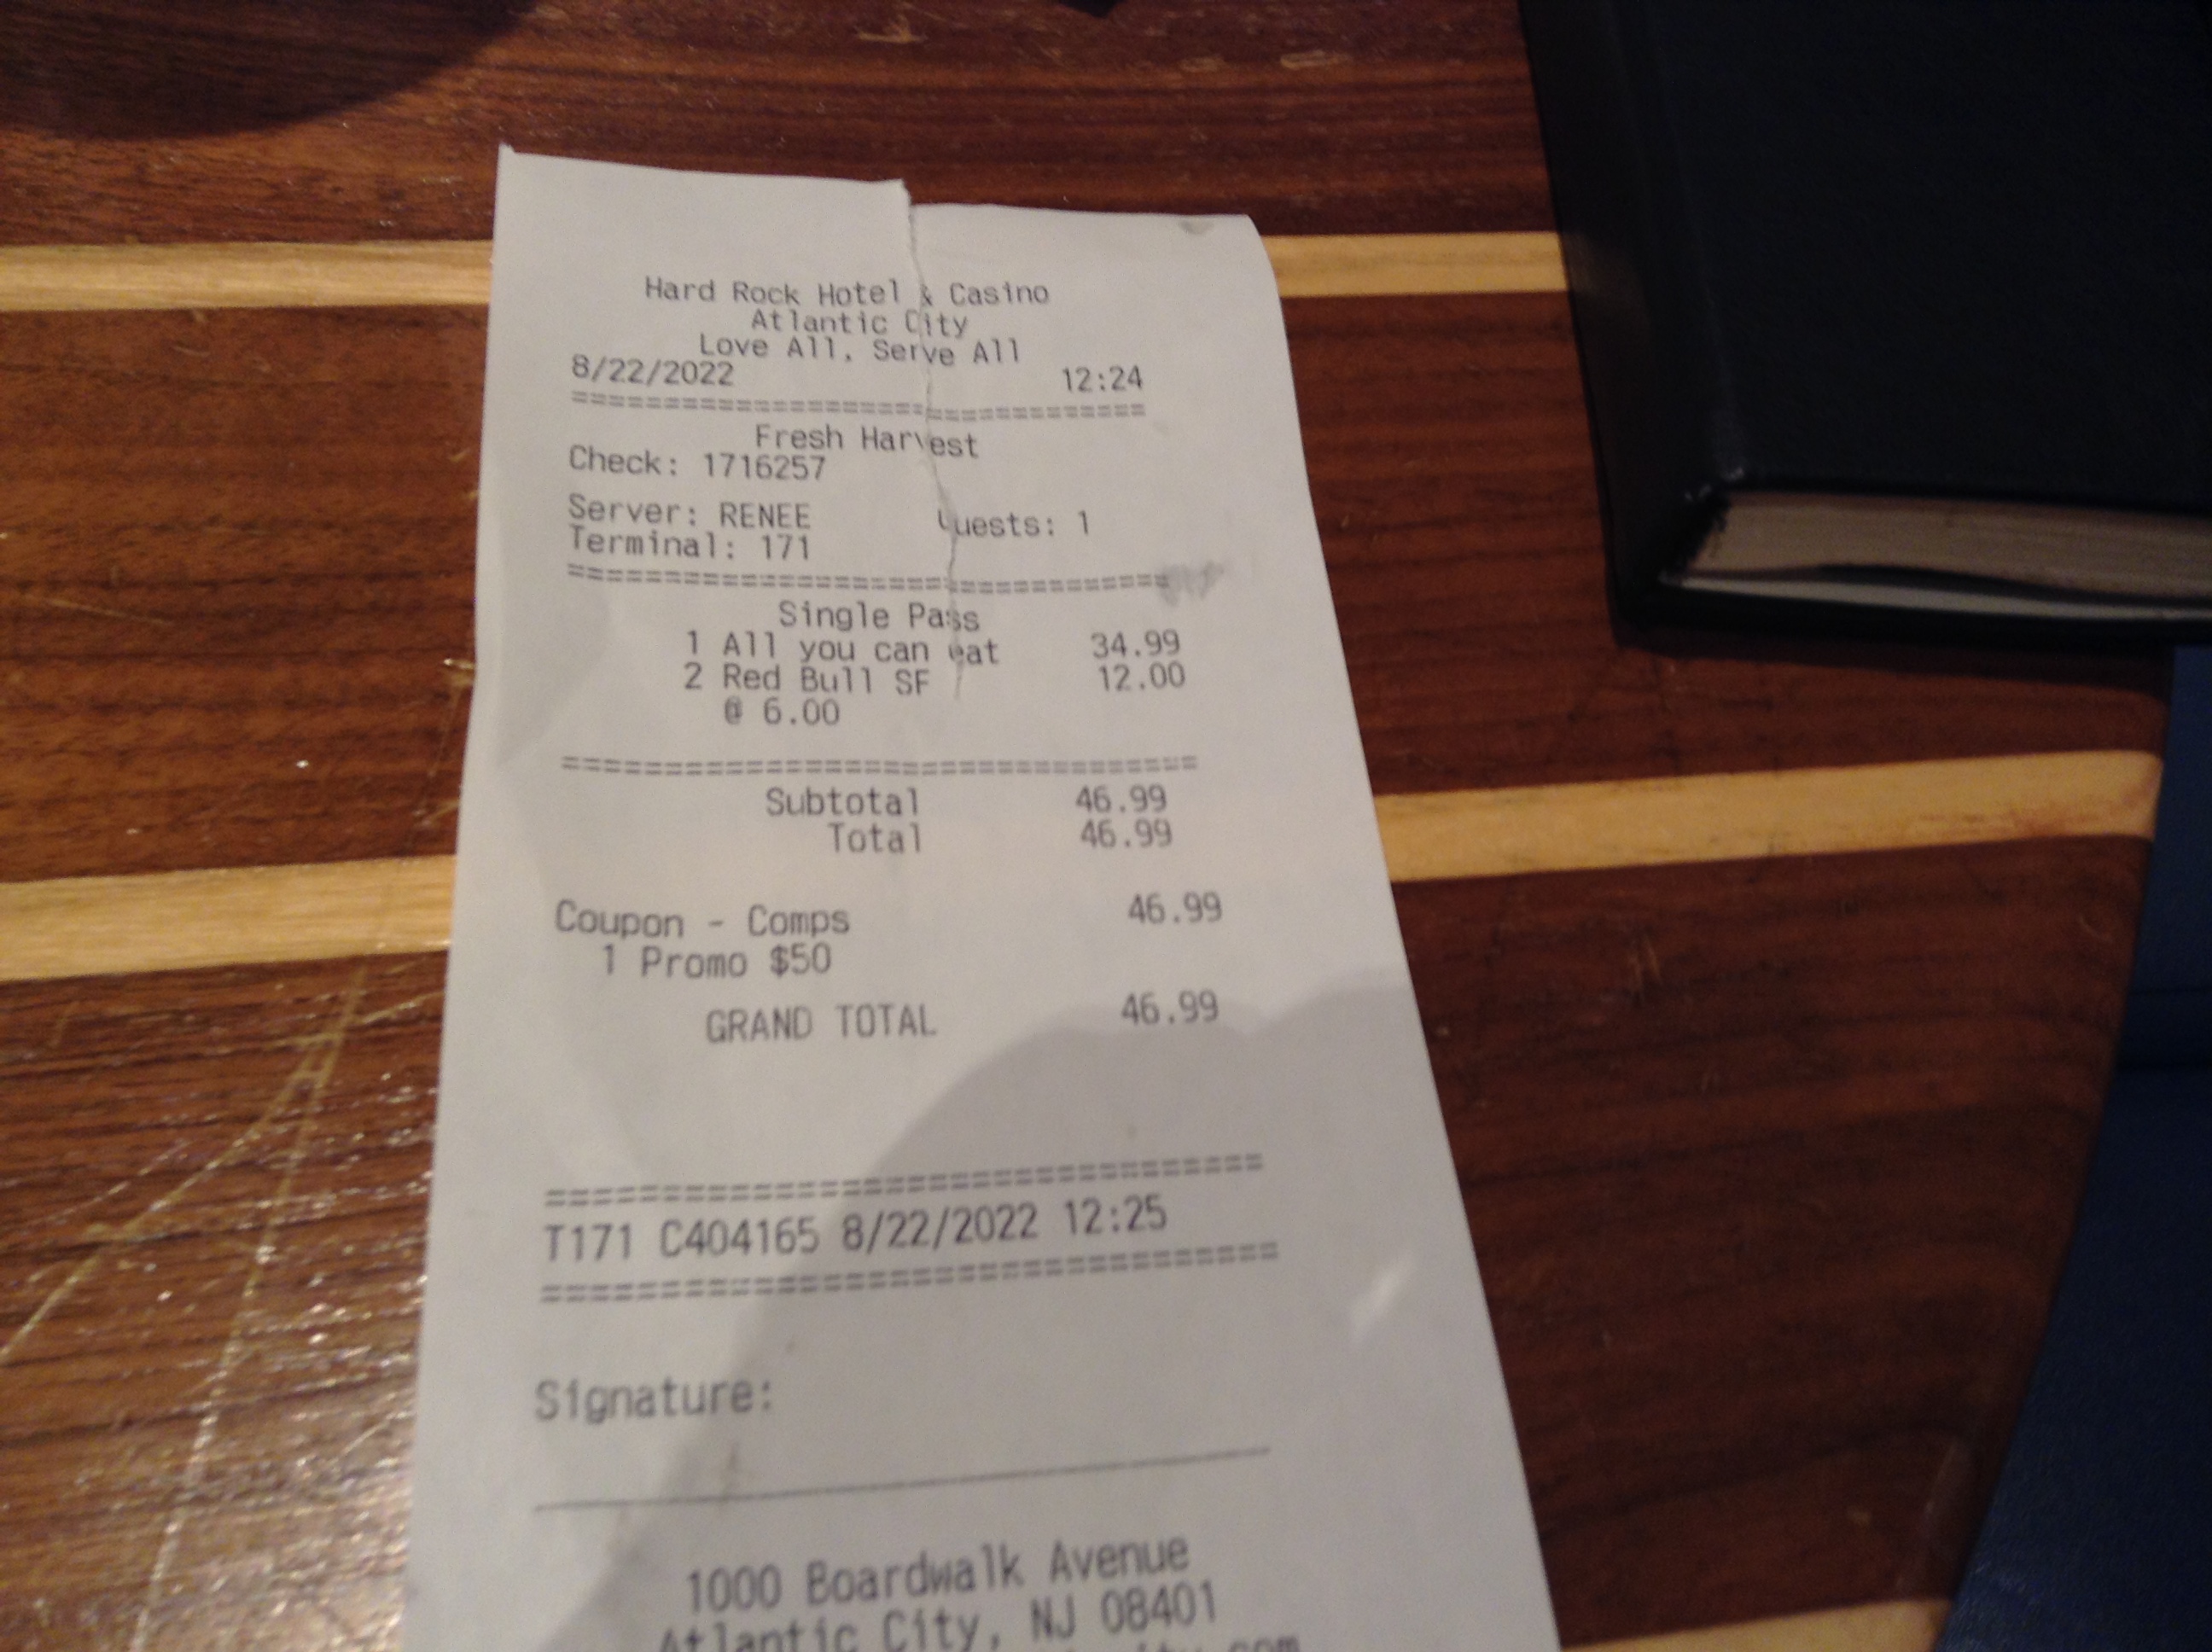 Hard Rock Hotel & Casino
Atlantic City
Love All, Serve All
8/22/2022 12:24
==============================
Fresh Harvest
Check: 1716257
Server: RENEE Guests: 1
Terminal: 171
==============================
Single Pass
1 All you can eat 34.99
2 Red Bull SF 12.00
@ 6.00
==============================
Subtotal 46.99
Total 46.99
Coupon - Comps 46.99
1 Promo $50
GRAND TOTAL 46.99
==============================
T171 C404165 8/22/2022 12:25
==============================
Signature:
1000 Boardwalk Avenue
Atlantic City, NJ 08401